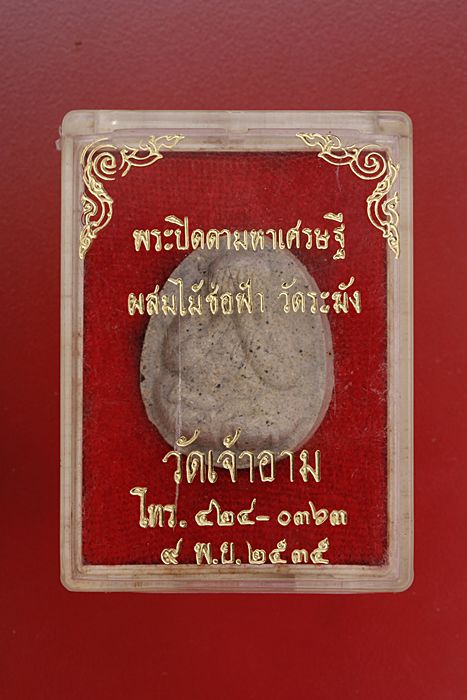 พระปิดตามหาเศรษฐี
ผสมไม้ช่อฟ้า วัดระฆัง
วัดเจ้าอาม
โทร. ๔๒๔-๐๓๖๓
๙ พ.ย.๒๕๓๕